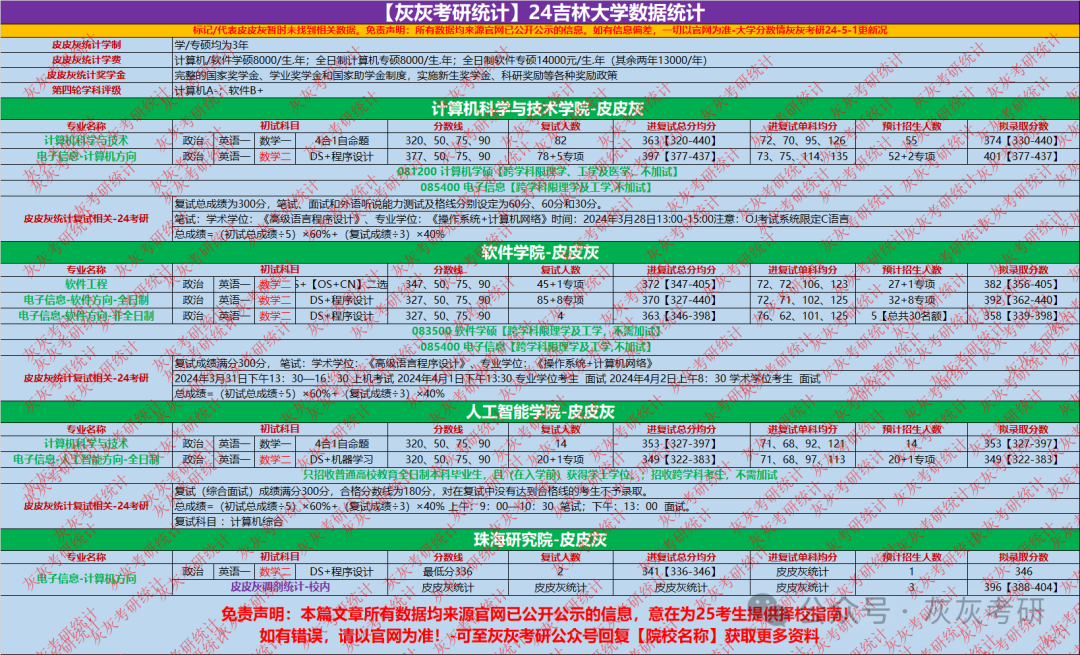 【灰灰考研统计】24吉林大学数据统计
标记/代表皮皮灰暂时未找到相关数据。免责声明：所有数据均来源官网已公开公示的信息。如有信息偏差，一切以官网为准-大学分数情灰灰考研24-5-1更新况
皮皮灰统计学制 学/专硕均为3年
皮皮灰统计学费 计算机/软件学硕8000/生.年；全日制计算机专硕8000/生.年；全日制软件专硕14000元/生.年（其余两年13000/年）
皮皮灰统计奖学金 完整的国家奖学金、学业奖学金和国家助学金制度，实施新生奖学金、科研奖励等各种奖励政策
第四轮学科评级 计算机A-；软件B+
计算机科学与技术学院-皮皮灰
专业名称 初试科目 分数线 复试人数 进复试总分均分 进复试单科均分 预计招生人数 拟录取分数
计算机科学与技术 政治 英语一 数学一 4合1自命题 320、50、75、90 82 363【320-440】 72、70、95、126 55 374【330-440】
电子信息-计算机方向 政治 英语一 数学二 DS+程序设计 377、50、75、90 78+5专项 397【377-437】 73、75、114、135 52+2专项 401【377-437】
081200 计算机学硕【跨学科限理学、工学及医学，不加试】
085400 电子信息【跨学科限理学及工学,不加试】
皮皮灰统计复试相关-24考研
复试总成绩为300分，笔试、面试和外语听说能力测试及格线分别设定为60分、60分和30分。
笔试：学术学位：《高级语言程序设计》、专业学位：《操作系统+计算机网络》时间：2024年3月28日13:00-15:00注意：OJ考试系统限定C语言
总成绩=（初试总成绩÷5）×60%+（复试成绩÷3）×40%
软件学院-皮皮灰
专业名称 初试科目 分数线 复试人数 进复试总分均分 进复试单科均分 预计招生人数 拟录取分数
软件工程 政治 英语一 数学二 S+【OS+CN】二选 347、50、75、90 45+1专项 372【347-405】 72、72、106、123 27+1专项 382【356-405】
电子信息-软件方向-全日制 政治 英语一 数学二 DS+程序设计 327、50、75、90 85+8专项 370【327-440】 72、71、102、125 32+8专项 392【362-440】
电子信息-软件方向-非全日制 政治 英语一 数学二 DS+程序设计 327、50、75、90 4 363【346-398】 76、62、101、125 5【总共30名额】 358【339-398】
083500 软件学硕【跨学科限理学及工学，不需加试】
085400 电子信息【跨学科限理学及工学,不加试】
皮皮灰统计复试相关-24考研
复试成绩满分300分， 笔试：学术学位：《高级语言程序设计》、专业学位：《操作系统+计算机网络》
2024年3月31日下午13：30—16：30 上机考试 2024年4月1日下午13:30 专业学位考生 面试 2024年4月2日上午8：30 学术学位考生 面试
总成绩=（初试总成绩÷5）×60%+（复试成绩÷3）×40%
人工智能学院-皮皮灰
专业名称 初试科目 分数线 复试人数 进复试总分均分 进复试单科均分 预计招生人数 拟录取分数
计算机科学与技术 政治 英语一 数学一 4合1自命题 320、50、75、90 14 353【327-397】 71、68、92、121 14 353【327-397】
电子信息-人工智能方向-全日制 政治 英语一 数学二 DS+机器学习 320、50、75、90 20+1专项 349【322-383】 71、68、97、113 20+1专项 349【322-383】
只招收普通高校教育全日制本科毕业生，且（在入学前）获得学士学位，；招收跨学科考生，不需加试
皮皮灰统计复试相关-24考研
复试（综合面试）成绩满分300分，合格分数线为180分，对在复试中没有达到合格线的考生不予录取。
总成绩=（初试总成绩÷5）×60%+（复试成绩÷3）×40% 上午：9：00—10：30 笔试；下午：13：00 面试。
复试科目：计算机综合
珠海研究院-皮皮灰
专业名称 初试科目 分数线 复试人数 进复试总分均分 进复试单科均分 预计招生人数 拟录取分数
电子信息-计算机方向 政治 英语一 数学二 DS+程序设计 最低分336 2 341【336-346】 皮皮灰统计 1 346
皮皮灰调剂统计-校内 皮皮灰统计 皮皮灰统计 皮皮灰统计 皮皮灰统计 3 396【388-404】
免责声明：本篇文章所有数据均来源官网已公开公示的信息，意在为25考生提供择校指南！
如有错误，请以官网为准！-可至灰灰考研公众号回复【院校名称】获取更多资料
公众号 · 灰灰考研